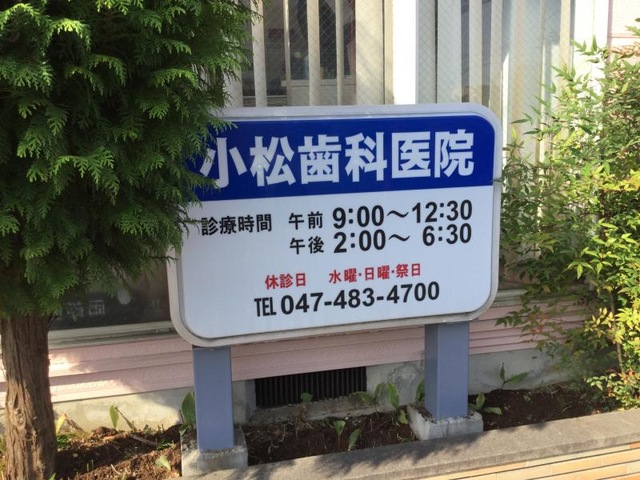 小松歯科医院
診療時間 午前 9:00～12:30
午後 2:00～ 6:30
休診日 水曜･日曜･祭日
TEL 047-483-4700